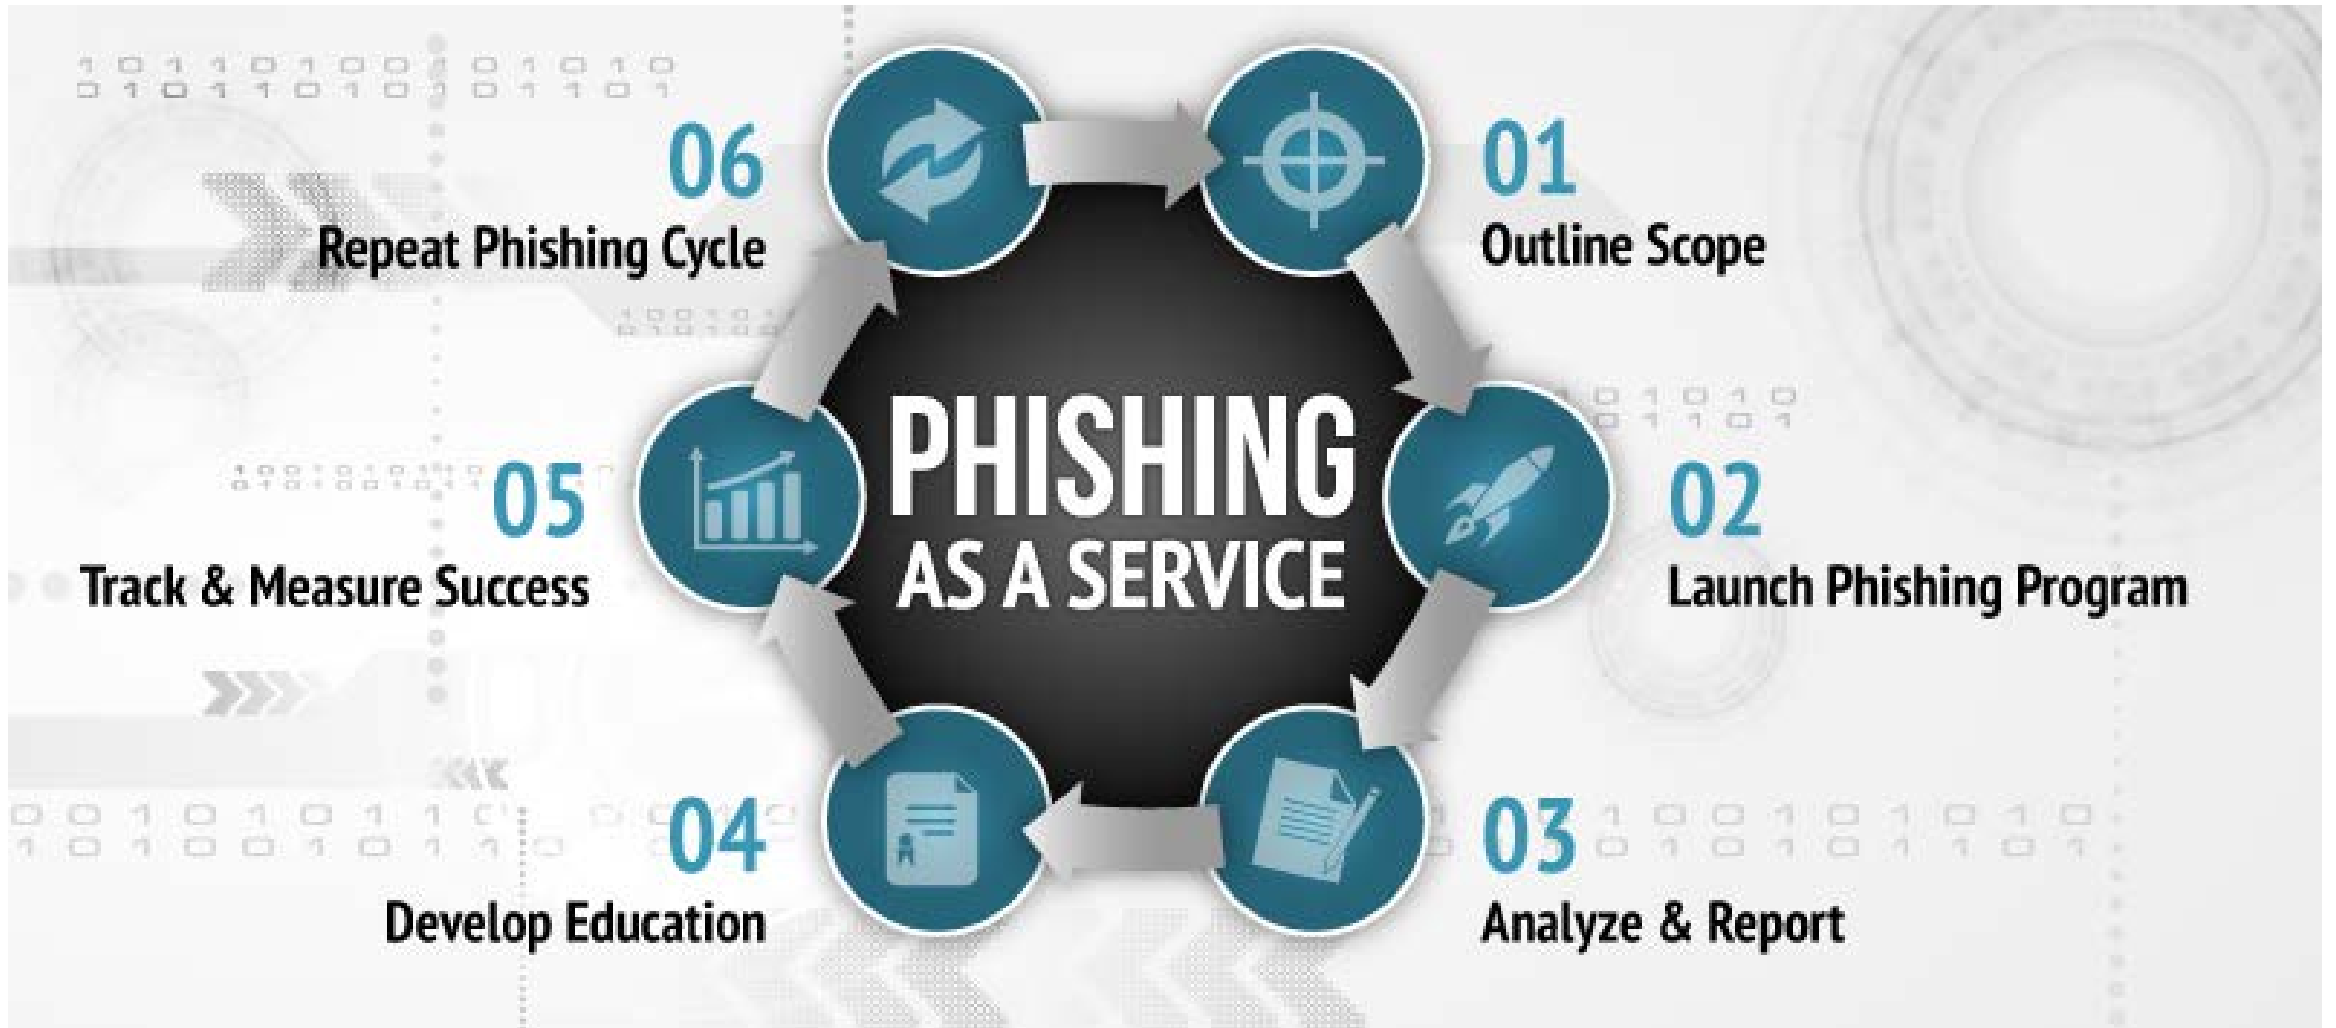 PHISHING
AS A SERVICE
01
Outline Scope
02
Launch Phishing Program
03
Analyze & Report
04
Develop Education
05
Track & Measure Success
06
Repeat Phishing Cycle